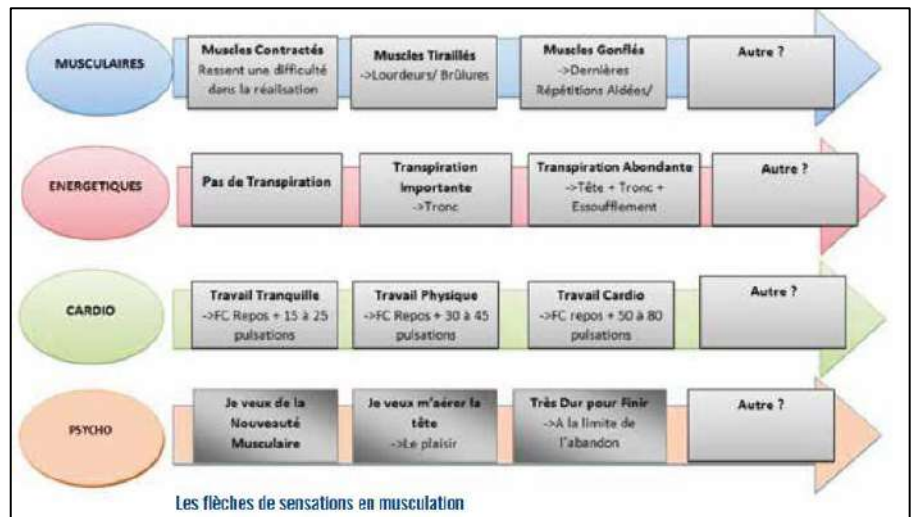 MUSCULAIRES
Muscles Contractés
Ressent une difficulté
dans la réalisation
Muscles Tiraillés
->Lourdeurs/ Brûlures
Muscles Gonflés
->Dernières
Répétitions Aidées/
Autre ?
ENERGETIQUES
Pas de Transpiration
Transpiration
Importante
->Tronc
Transpiration Abondante
->Tête + Tronc +
Essoufflement
Autre ?
CARDIO
Travail Tranquille
->FC Repos + 15 à 25
pulsations
Travail Physique
->FC Repos + 30 à 45
pulsations
Travail Cardio
->FC repos + 50 à 80
pulsations
Autre ?
PSYCHO
Je veux de la
Nouveauté
Musculaire
Je veux m'aérer la
tête
->Le plaisir
Très Dur pour Finir
->A la limite de
l'abandon
Autre ?
Les flèches de sensations en musculation